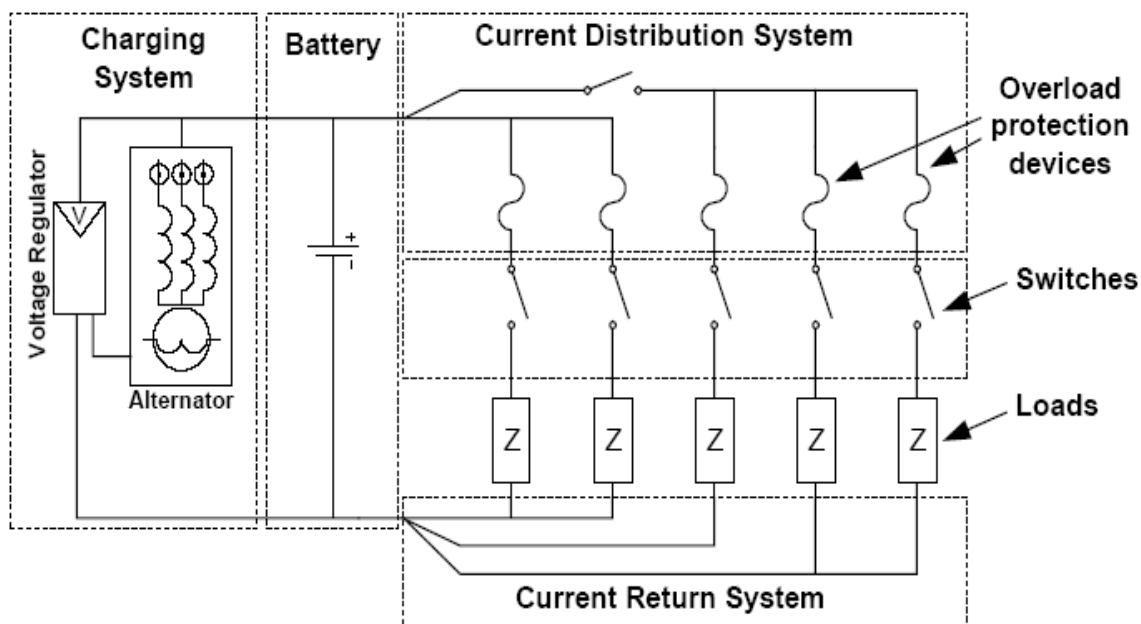 Charging
System
Battery
Current Distribution System
Overload
protection
devices
Voltage Regulator
V
Alternator
+
-
Switches
Z Z Z Z Z
Loads
Current Return System